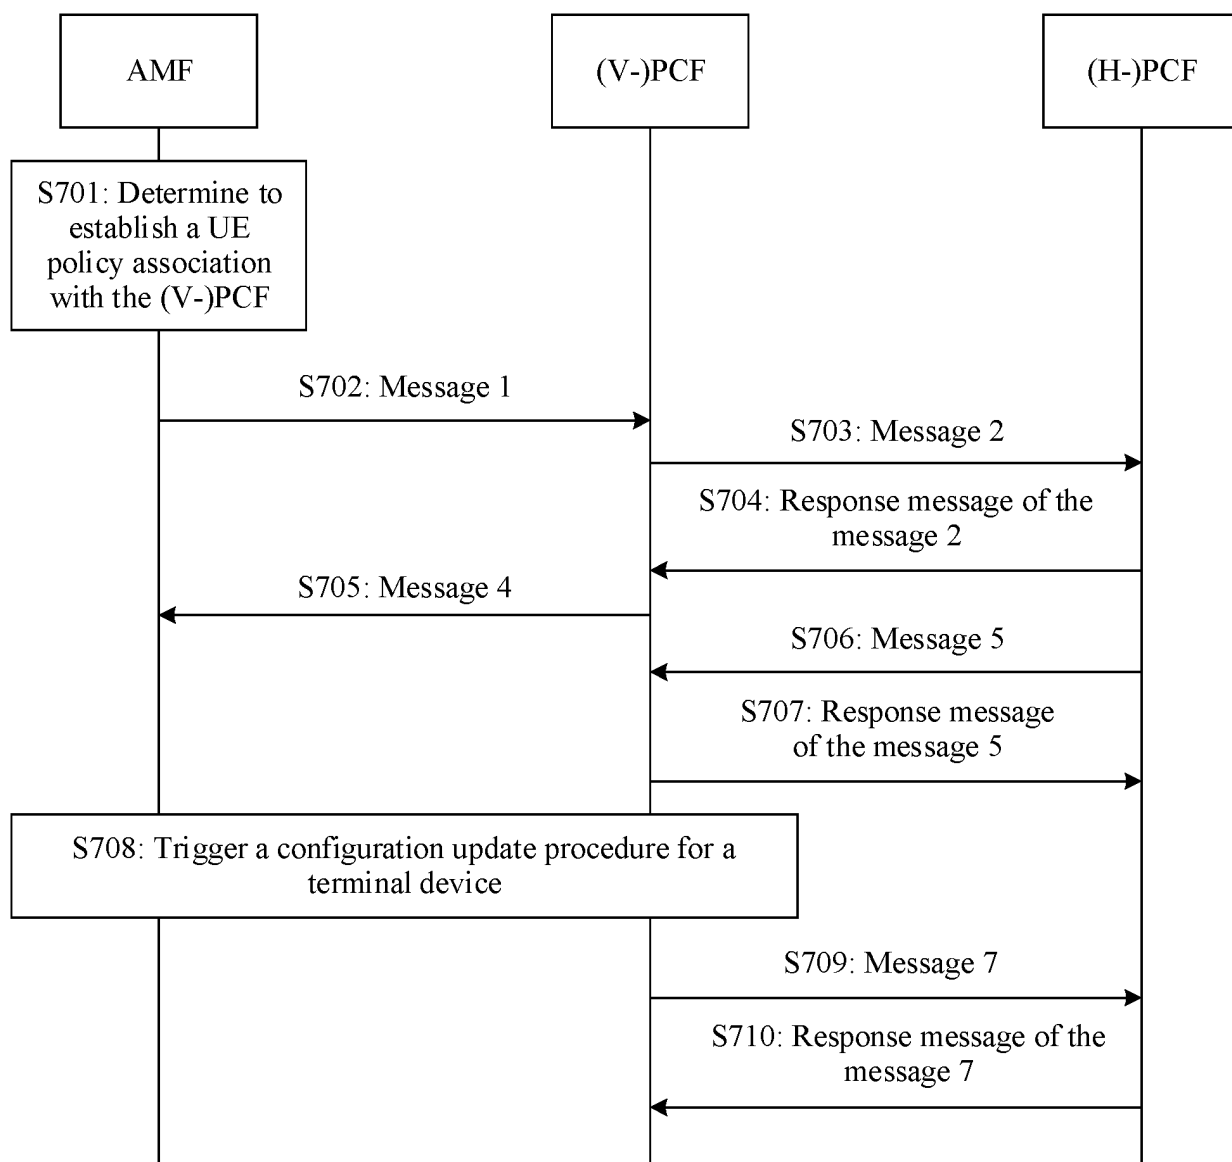 AMF
(V-)PCF
(H-)PCF
S701: Determine to
establish a UE
policy association
with the (V-)PCF
S702: Message 1
S703: Message 2
S704: Response message of the
message 2
S705: Message 4
S706: Message 5
S707: Response message
of the message 5
S708: Trigger a configuration update procedure for a
terminal device
S709: Message 7
S710: Response message of the
message 7